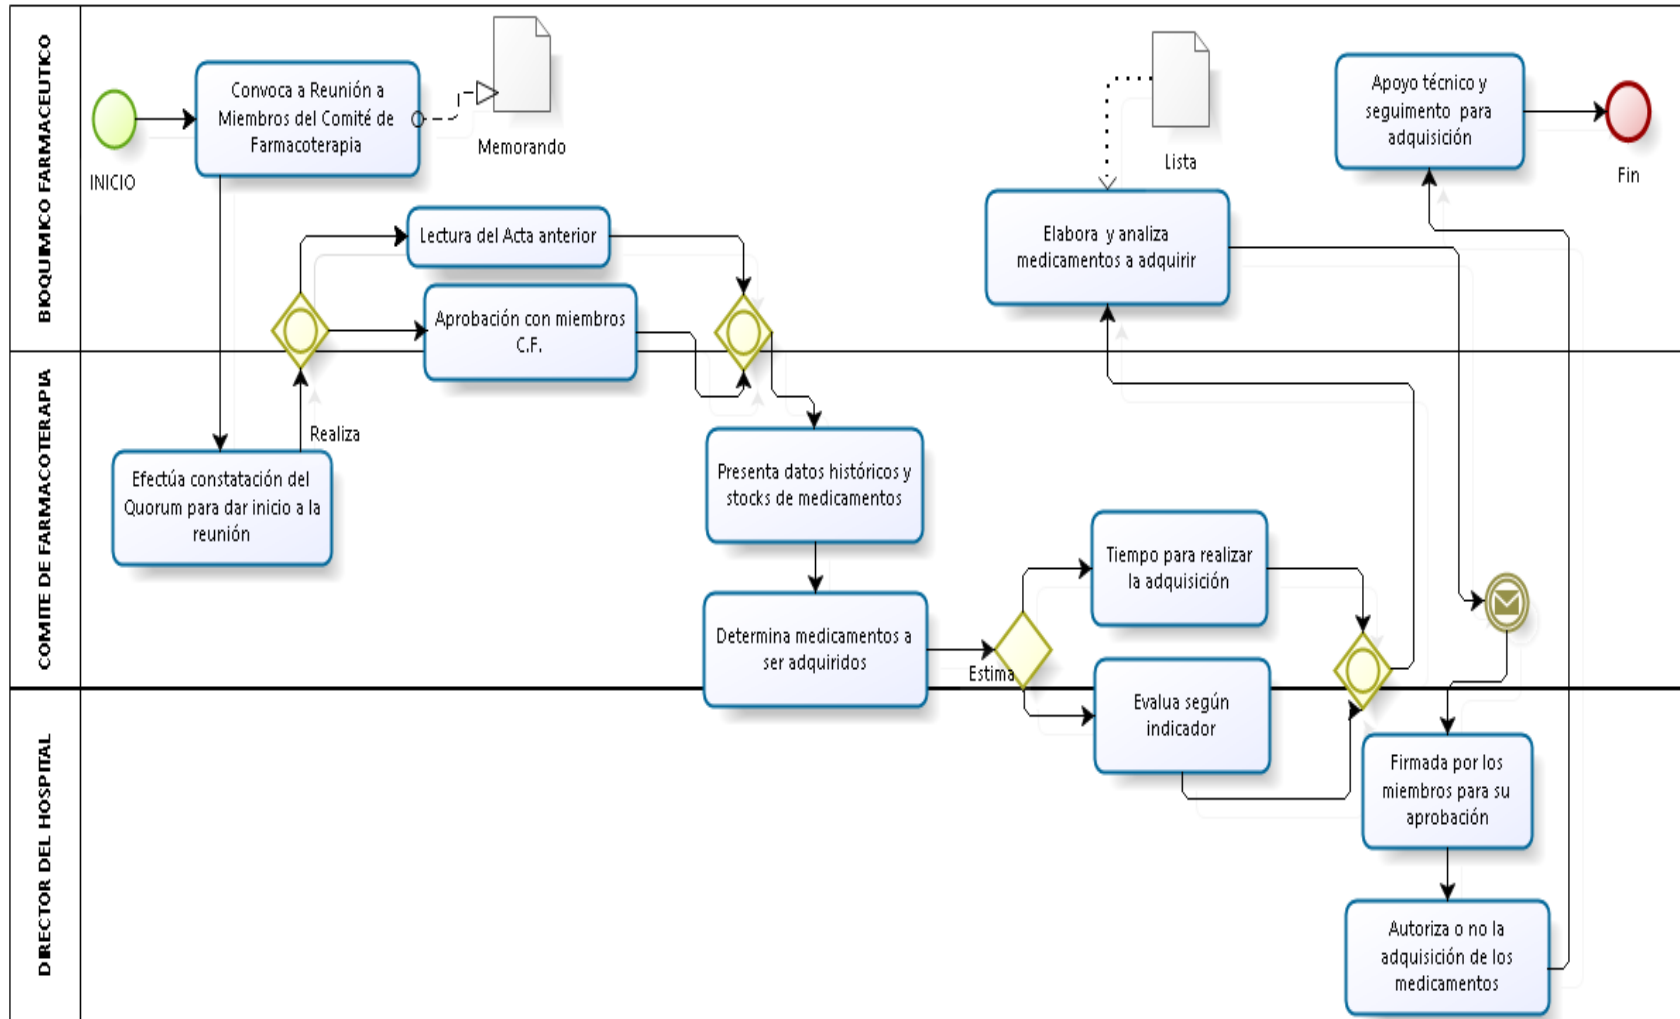 BIOQUIMICO FARMACEUTICO
INICIO
Convoca a Reunión a
Miembros del Comité de
Farmacoterapia
Memorando
Lectura del Acta anterior
Aprobación con miembros
C.F.
Lista
Elabora y analiza
medicamentos a adquirir
Apoyo técnico y
seguimento para
adquisición
Fin
COMITE DE FARMACOTERAPIA
Realiza
Efectúa constatación del
Quorum para dar inicio a la
reunión
Presenta datos históricos y
stocks de medicamentos
Determina medicamentos a
ser adquiridos
Estima
Tiempo para realizar
la adquisición
Evalua según
indicador
DIRECTOR DEL HOSPITAL
Firmada por los
miembros para su
aprobación
Autoriza o no la
adquisición de los
medicamentos